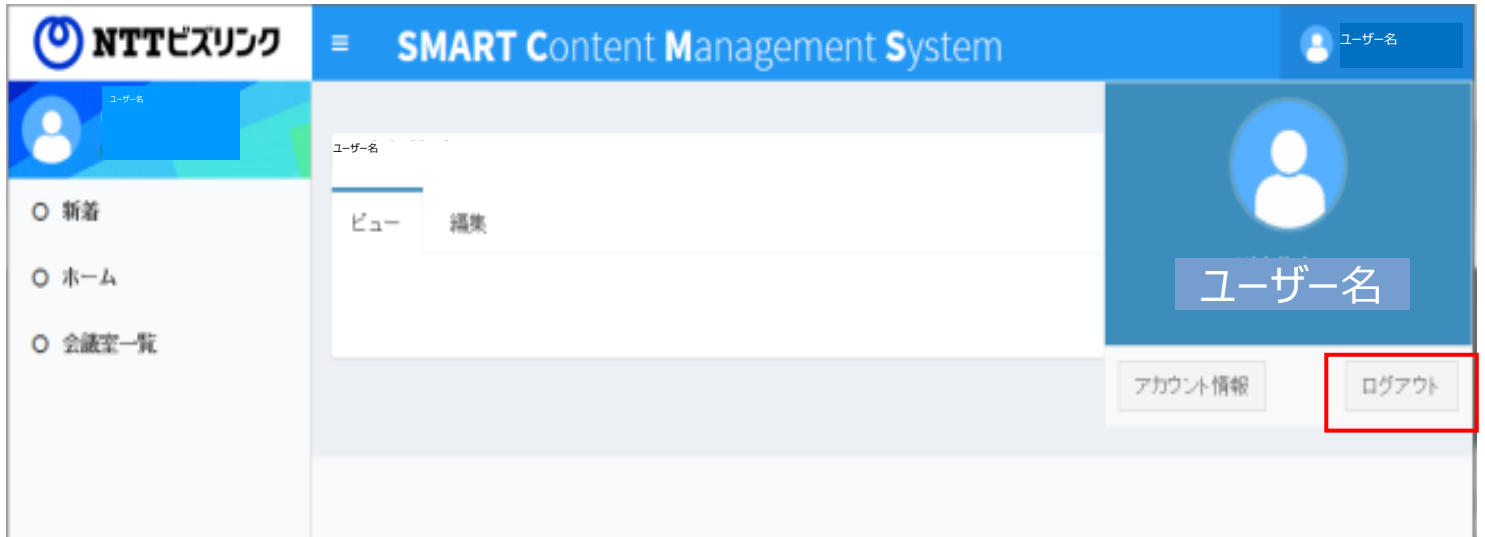 NTTビズリンク
SMART Content Management System
ユーザー名
ユーザー名
新着
ホーム
会議室一覧
ユーザー名
ビュー
編集
ユーザー名
アカウント情報
ログアウト